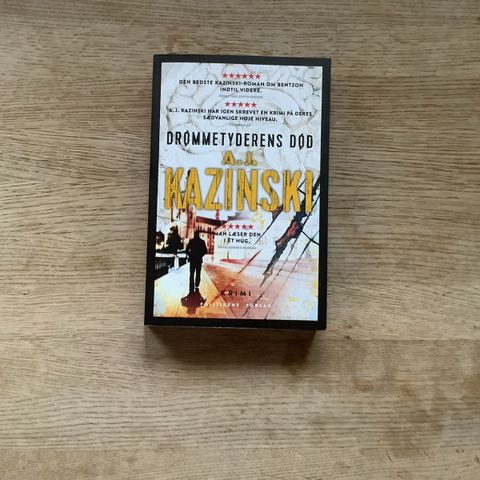 ★★★★★★
DEN BEDSTE KAZINSKI-ROMAN OM BENTZON
INDTIL VIDERE.
★★★★★
A.J. KAZINSKI HAR IGEN SKREVET EN KRIMI PÅ DERES
SÆDVANLIGE HØJE NIVEAU.
DRØMMETYDERENS DØD
A.J.
KAZINSKI
★★★★★
MAN LÆSER DEN
I ÉT HUG.
KRIMI
POLITIKENS FORLAG